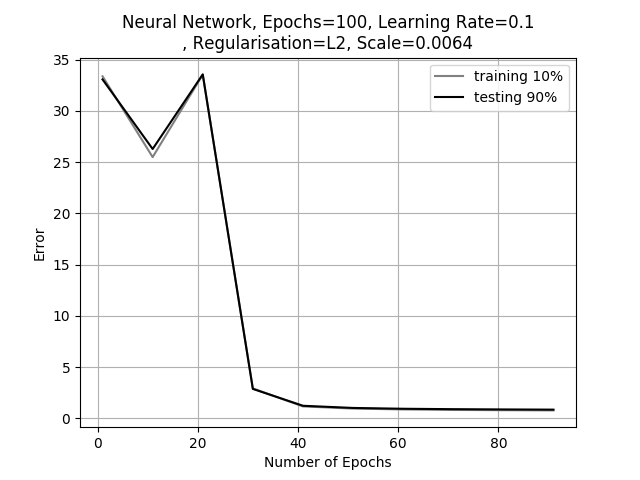 Neural Network, Epochs=100, Learning Rate=0.1
, Regularisation=L2, Scale=0.0064
training 10%
testing 90%
35
30
25
20
15
10
5
0
Error
0
20
40
60
80
Number of Epochs